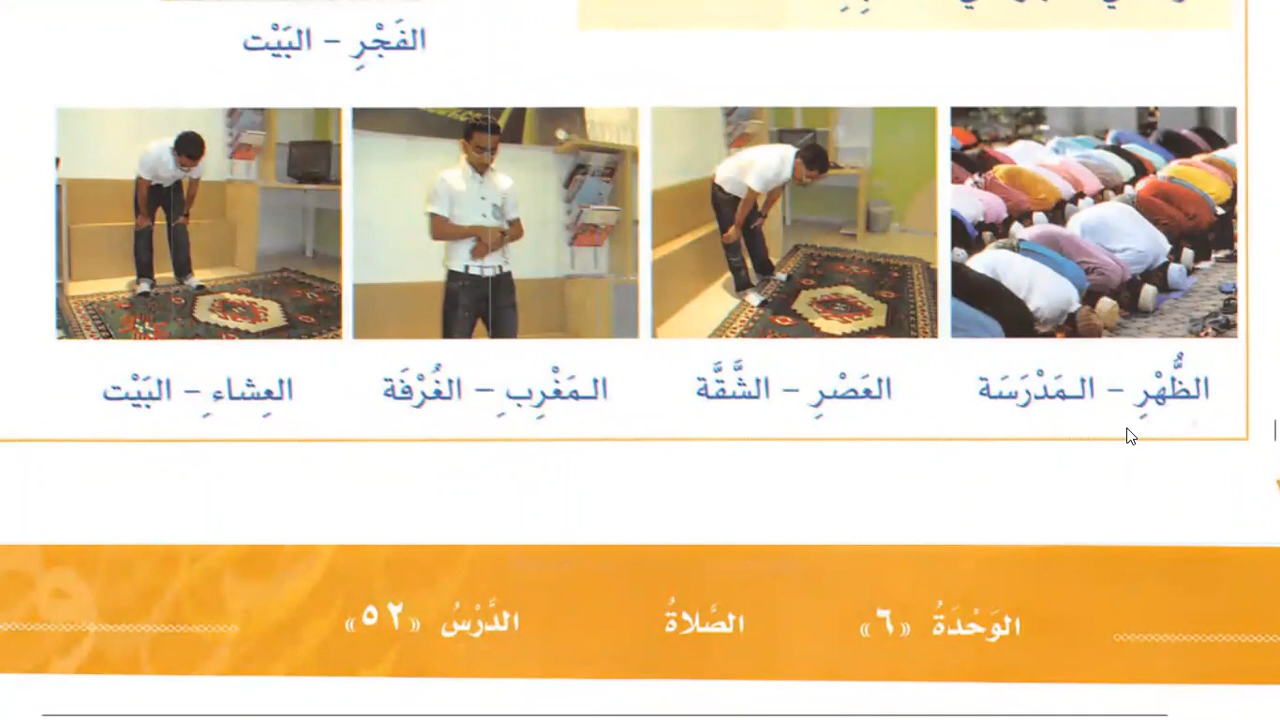 الفَجْرِ – البَيْت
الظُّهْرِ – الـمَدْرَسَة
العَصْرِ – الشَّقَّة
الـمَغْرِبِ – الغُرْفَة
العِشاءِ – البَيْت
الوَحْدَةُ «٦» الصَّلاةُ الدَّرْسُ «٥٢»